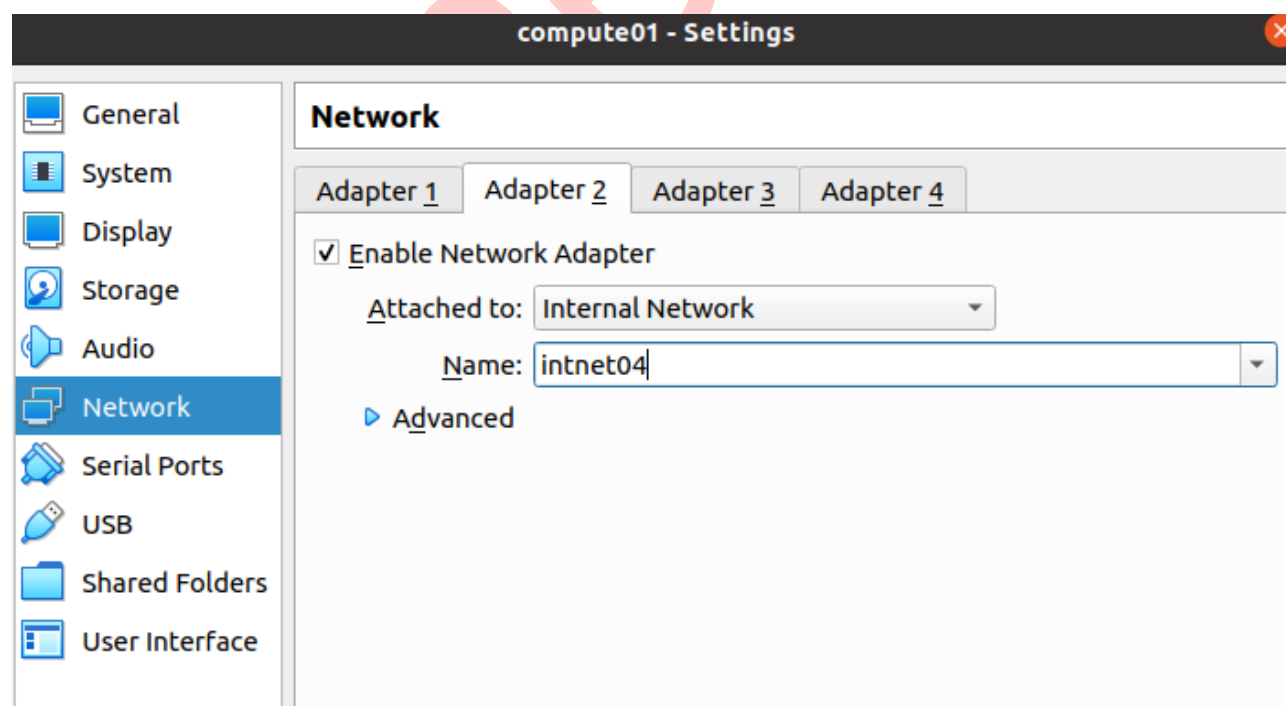 compute01 - Settings
General
System
Display
Storage
Audio
Network
Serial Ports
USB
Shared Folders
User Interface
Network
Adapter 1 Adapter 2 Adapter 3 Adapter 4
Enable Network Adapter
Attached to: Internal Network
Name: intnet04
Advanced